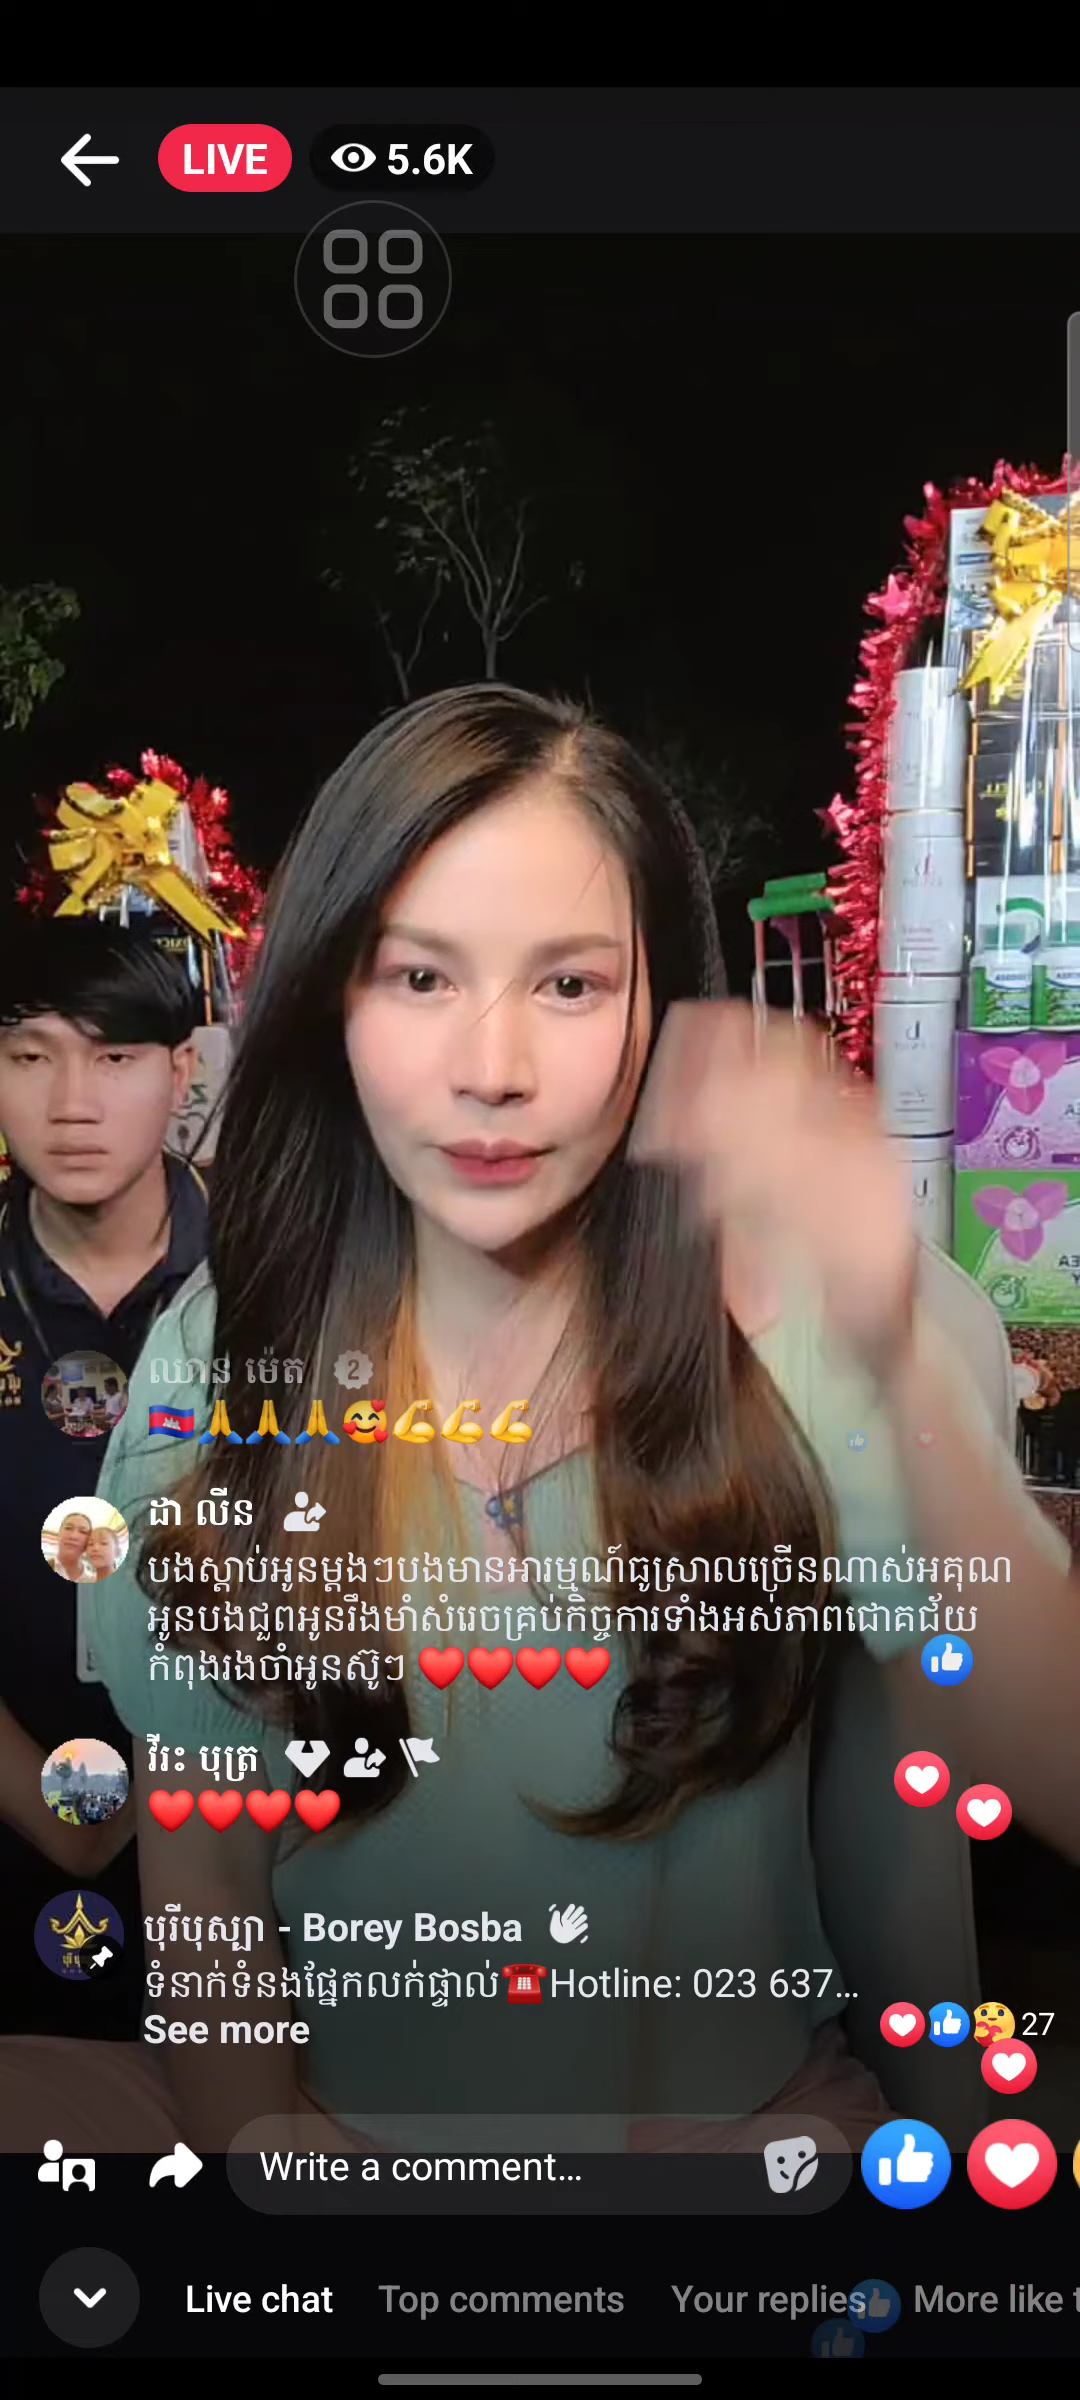 LIVE 5.6K
ឈាន ម៉េត
🇰🇭🙏🙏🙏🥰💪💪💪
ដា លីន
បងស្តាប់អូនម្តងៗបងមានអារម្មណ៍ធូស្រាលច្រើនណាស់អគុណ
អូនបងជួពអូនរឹងមាំសំរេចគ្រប់កិច្ចការទាំងអស់ភាពជោគជ័យ
កំពុងរងចាំអូនស៊ូៗ ❤️❤️❤️❤️
វីរះ បុត្រ
❤️❤️❤️❤️
បុរីបុស្បា - Borey Bosba
ទំនាក់ទំនងផ្នែកលក់ផ្ទាល់☎️Hotline: 023 637...
See more
27
Write a comment...
Live chat Top comments Your replies More like